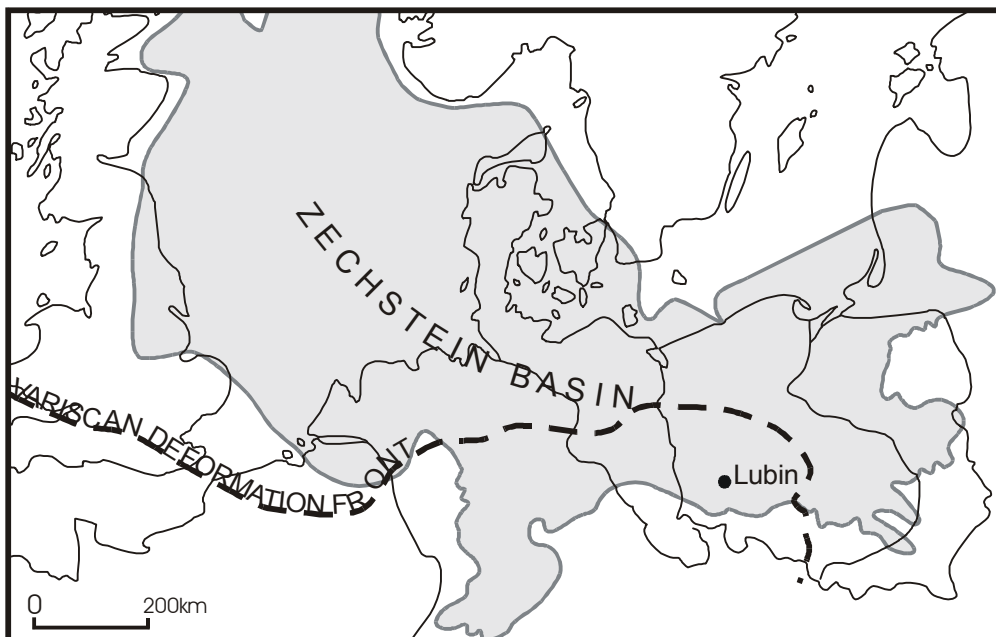 ZECHSTEIN BASIN
VARISCAN DEFORMATION FRONT
Lubin
0 200km